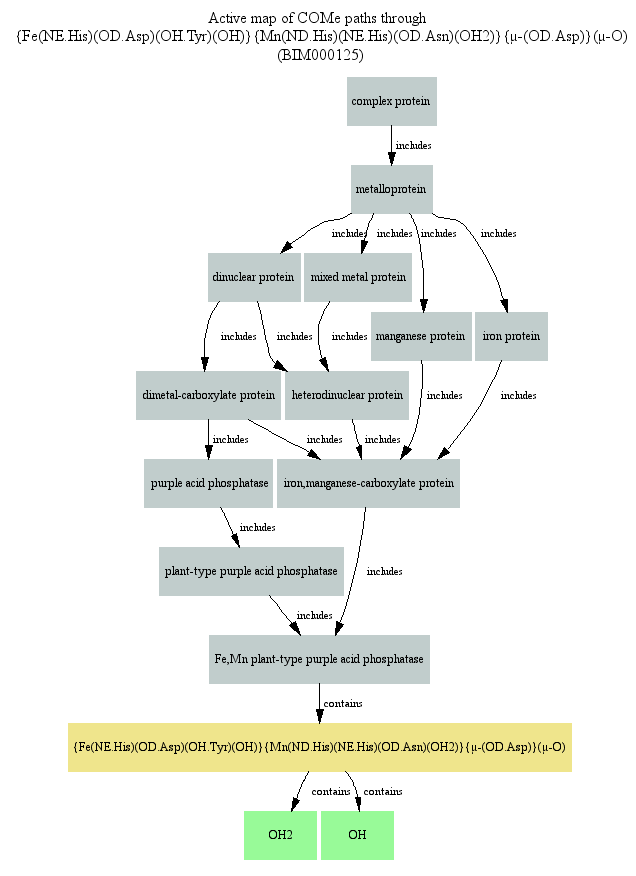 Active map of COMe paths through
{Fe(NE.His)(OD.Asp)(OH.Tyr)(OH)}{Mn(ND.His)(NE.His)(OD.Asn)(OH2)}{μ-(OD.Asp)}(μ-O)
(BIM000125)
complex protein
includes
metalloprotein
includes includes includes includes
dinuclear protein mixed metal protein
manganese protein iron protein
includes includes includes
dimetal-carboxylate protein heterodinuclear protein
includes includes
includes includes includes
purple acid phosphatase iron,manganese-carboxylate protein
includes
plant-type purple acid phosphatase
includes
includes
Fe,Mn plant-type purple acid phosphatase
contains
{Fe(NE.His)(OD.Asp)(OH.Tyr)(OH)}{Mn(ND.His)(NE.His)(OD.Asn)(OH2)}{μ-(OD.Asp)}(μ-O)
contains contains
OH2 OH